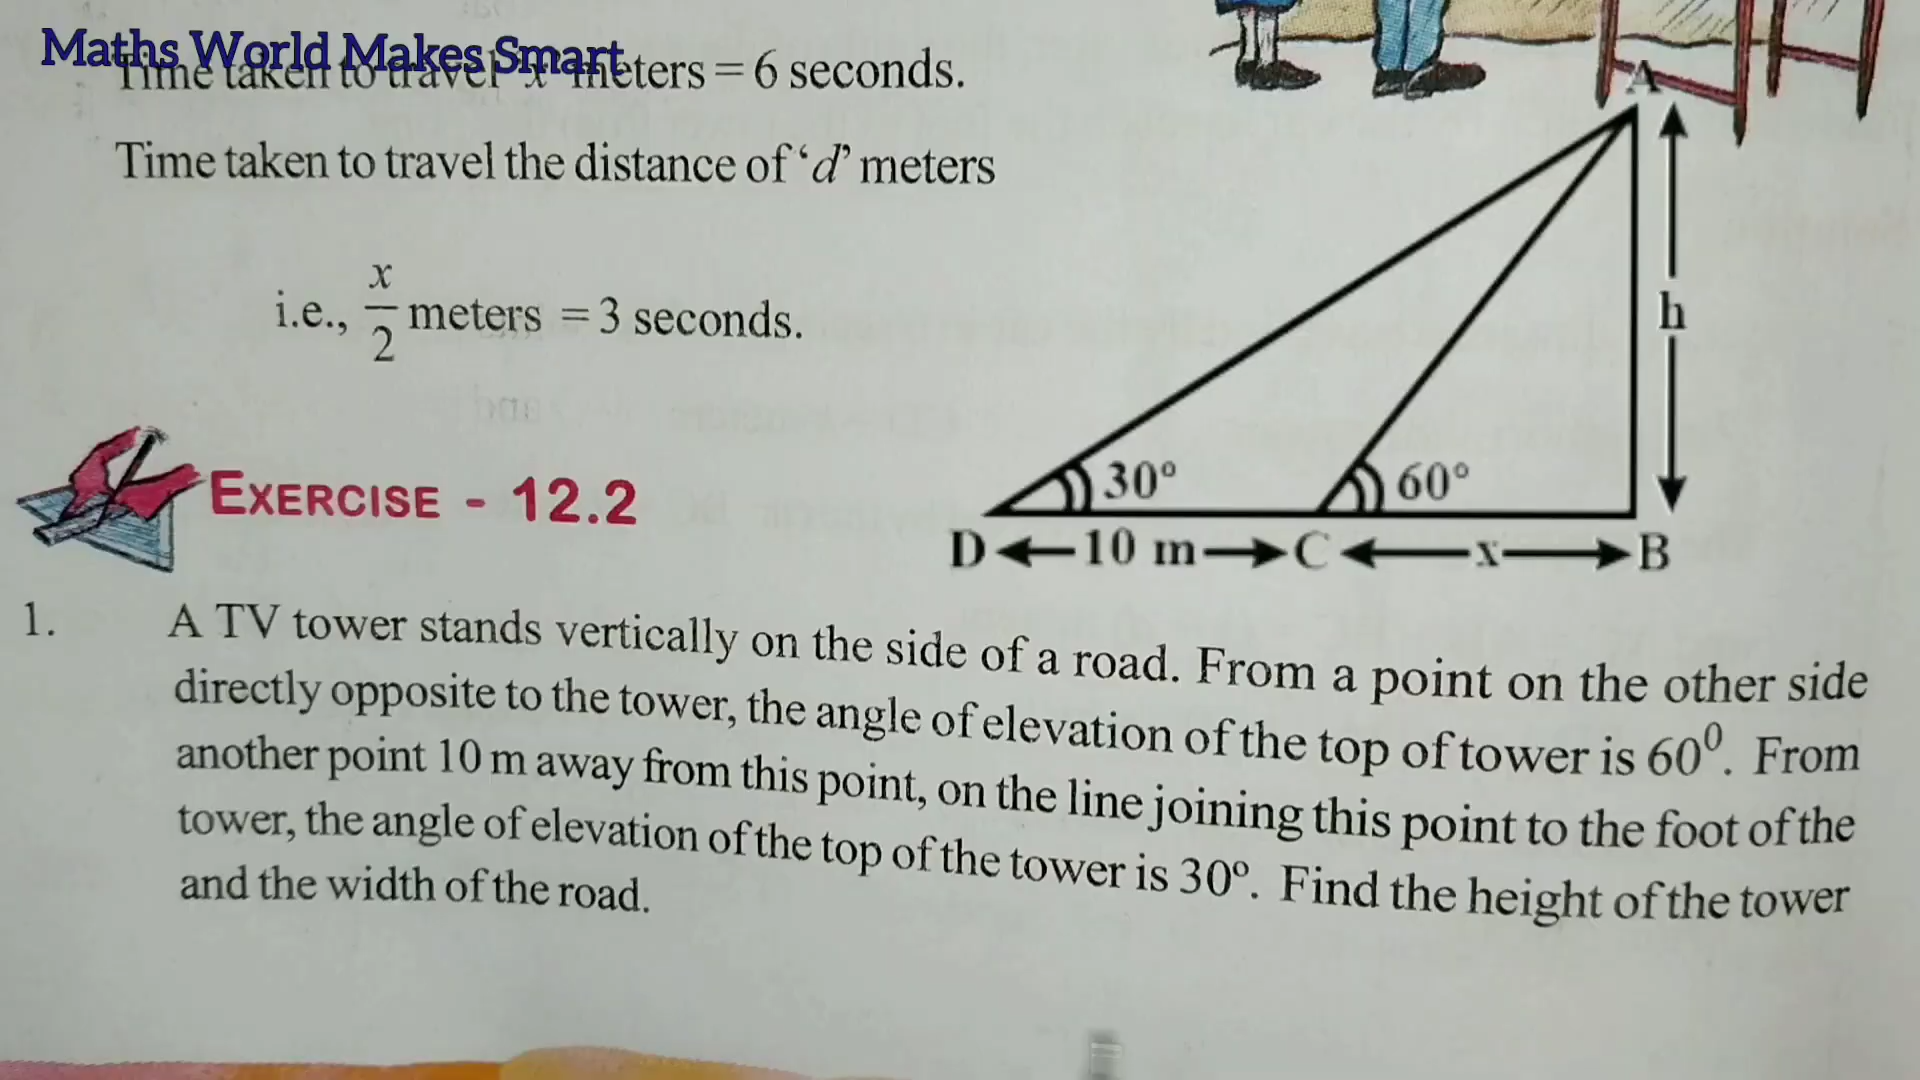 Maths World Makes Smart
Time taken to travel 'x' meters = 6 seconds.
Time taken to travel the distance of 'd' meters
i.e., x/2 meters = 3 seconds.
EXERCISE - 12.2
A
h
30° 60°
D 10 m C x B
1. A TV tower stands vertically on the side of a road. From a point on the other side
directly opposite to the tower, the angle of elevation of the top of tower is 60⁰. From
another point 10 m away from this point, on the line joining this point to the foot of the
tower, the angle of elevation of the top of the tower is 30º. Find the height of the tower
and the width of the road.